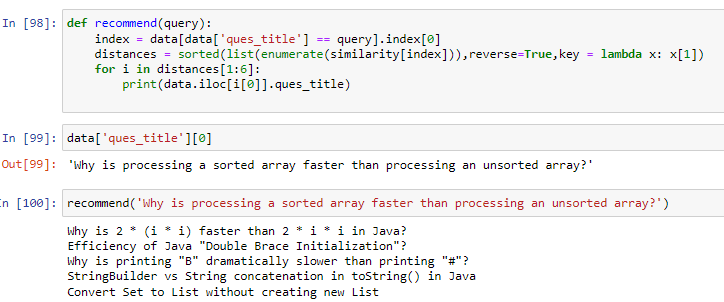 In [98]: def recommend(query):
index = data[data['ques_title'] == query].index[0]
distances = sorted(list(enumerate(similarity[index])),reverse=True,key = lambda x: x[1])
for i in distances[1:6]:
print(data.iloc[i[0]].ques_title)
In [99]: data['ques_title'][0]
Out[99]: 'Why is processing a sorted array faster than processing an unsorted array?'
n [100]: recommend('Why is processing a sorted array faster than processing an unsorted array?')
Why is 2 * (i * i) faster than 2 * i * i in Java?
Efficiency of Java "Double Brace Initialization"?
Why is printing "B" dramatically slower than printing "#"?
StringBuilder vs String concatenation in toString() in Java
Convert Set to List without creating new List